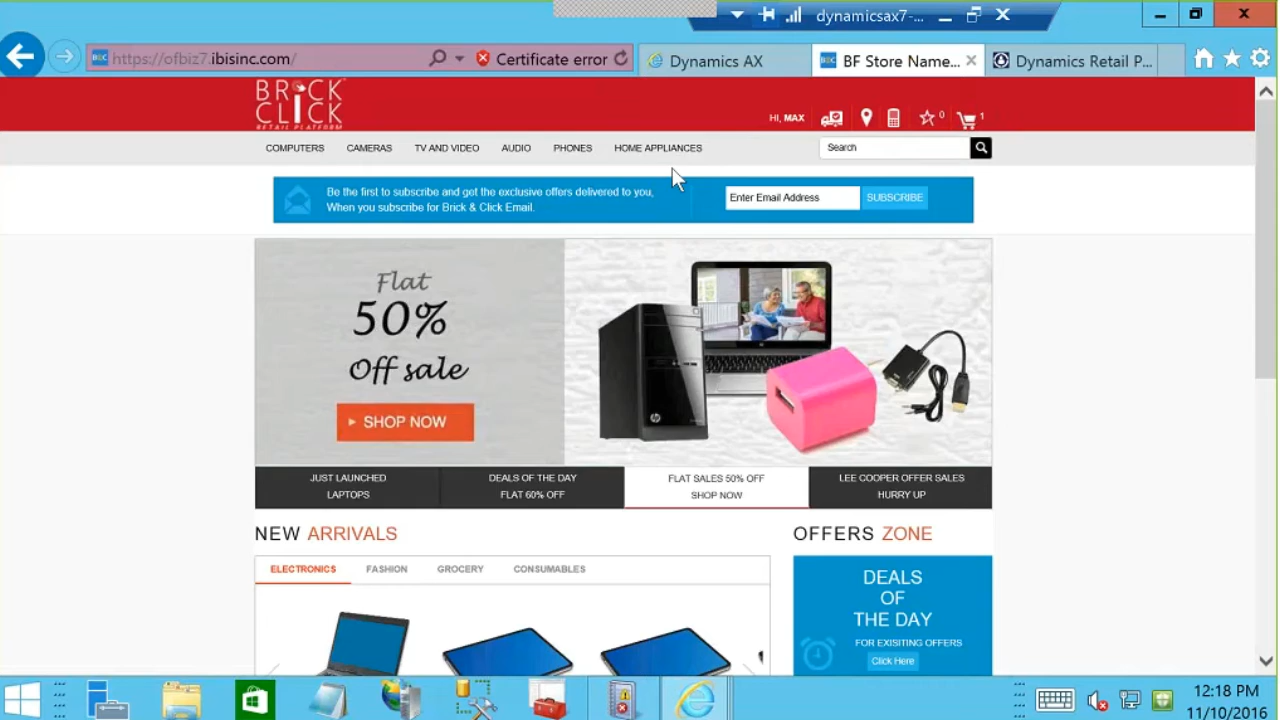 dynamicsax7-...
https://ofbiz7.ibisinc.com/
Certificate error
Dynamics AX
BF Store Name...
Dynamics Retail P...
BRICK
CLICK
RETAIL PLATFORM
HI, MAX
0
1
COMPUTERS
CAMERAS
TV AND VIDEO
AUDIO
PHONES
HOME APPLIANCES
Search
Be the first to subscribe and get the exclusive offers delivered to you,
When you subscribe for Brick & Click Email.
Enter Email Address
SUBSCRIBE
Flat
50%
Off sale
SHOP NOW
JUST LAUNCHED
LAPTOPS
DEALS OF THE DAY
FLAT 60% OFF
FLAT SALES 50% OFF
SHOP NOW
LEE COOPER OFFER SALES
HURRY UP
NEW ARRIVALS
OFFERS ZONE
ELECTRONICS
FASHION
GROCERY
CONSUMABLES
DEALS
OF
THE DAY
FOR EXISITING OFFERS
Click Here
12:18 PM
11/10/2016